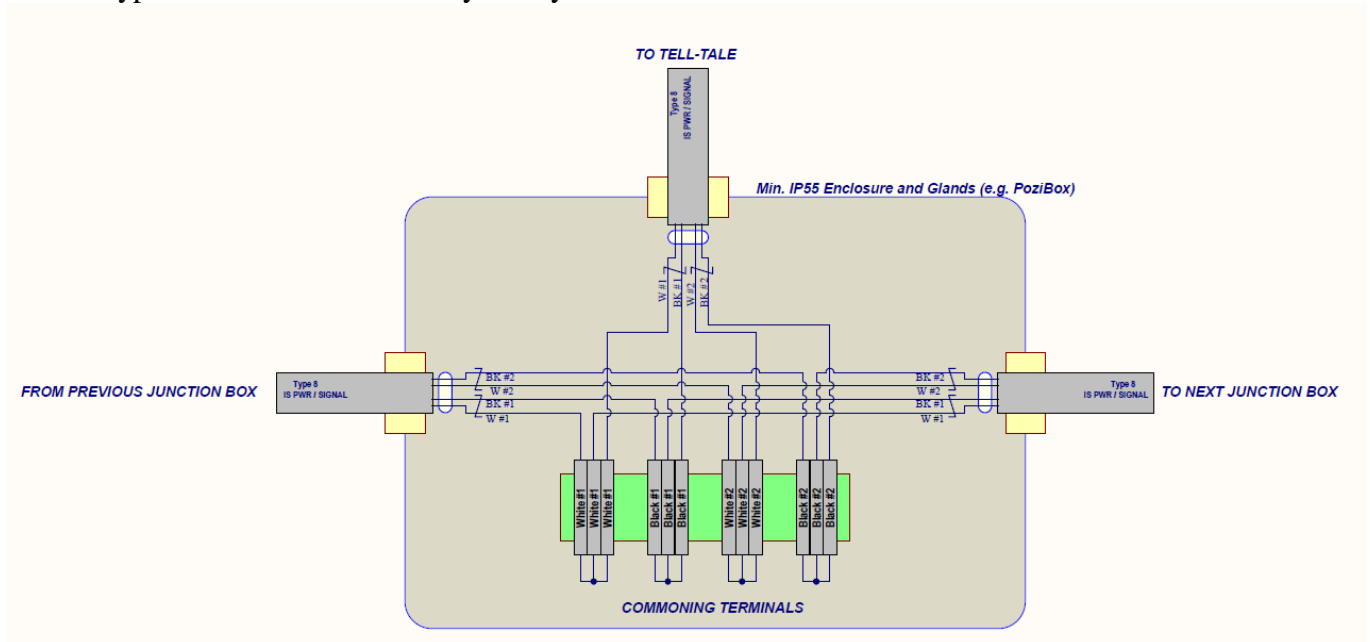 TO TELL-TALE
Type 8
IS PWR / SIGNAL
Min. IP55 Enclosure and Glands (e.g. PoziBox)
W #1
BK #1
W #2
BK #2
FROM PREVIOUS JUNCTION BOX
Type 8
IS PWR / SIGNAL
BK #2
W #2
BK #1
W #1
BK #2
W #2
BK #1
W #1
Type 8
IS PWR / SIGNAL
TO NEXT JUNCTION BOX
White #1
White #1
White #1
Black #1
Black #1
Black #1
White #2
White #2
White #2
Black #2
Black #2
Black #2
COMMONING TERMINALS